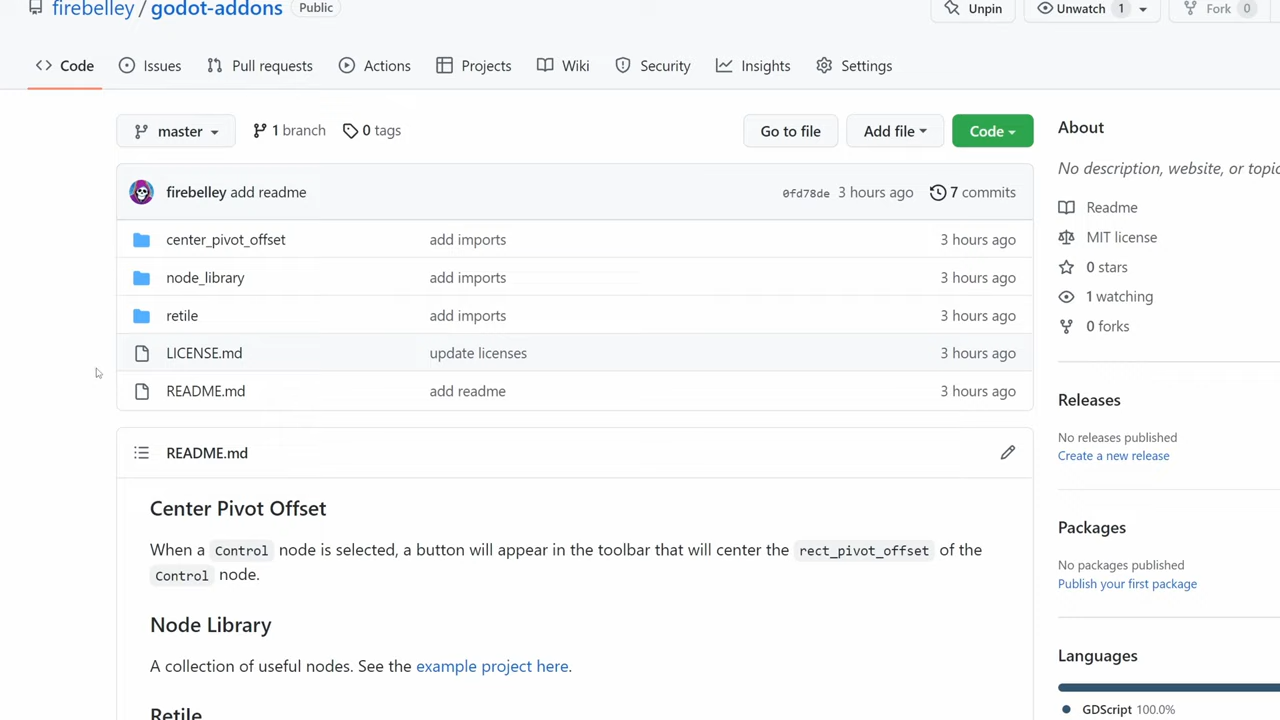 firebelley / godot-addons Public Unpin Unwatch 1 Fork 0
Code Issues Pull requests Actions Projects Wiki Security Insights Settings
master 1 branch 0 tags Go to file Add file Code
firebelley add readme 0fd78de 3 hours ago 7 commits
center_pivot_offset add imports 3 hours ago
node_library add imports 3 hours ago
retile add imports 3 hours ago
LICENSE.md update licenses 3 hours ago
README.md add readme 3 hours ago
README.md
Center Pivot Offset
When a Control node is selected, a button will appear in the toolbar that will center the rect_pivot_offset of the
Control node.
Node Library
A collection of useful nodes. See the example project here.
Retile
About
No description, website, or topic
Readme
MIT license
0 stars
1 watching
0 forks
Releases
No releases published
Create a new release
Packages
No packages published
Publish your first package
Languages
GDScript 100.0%